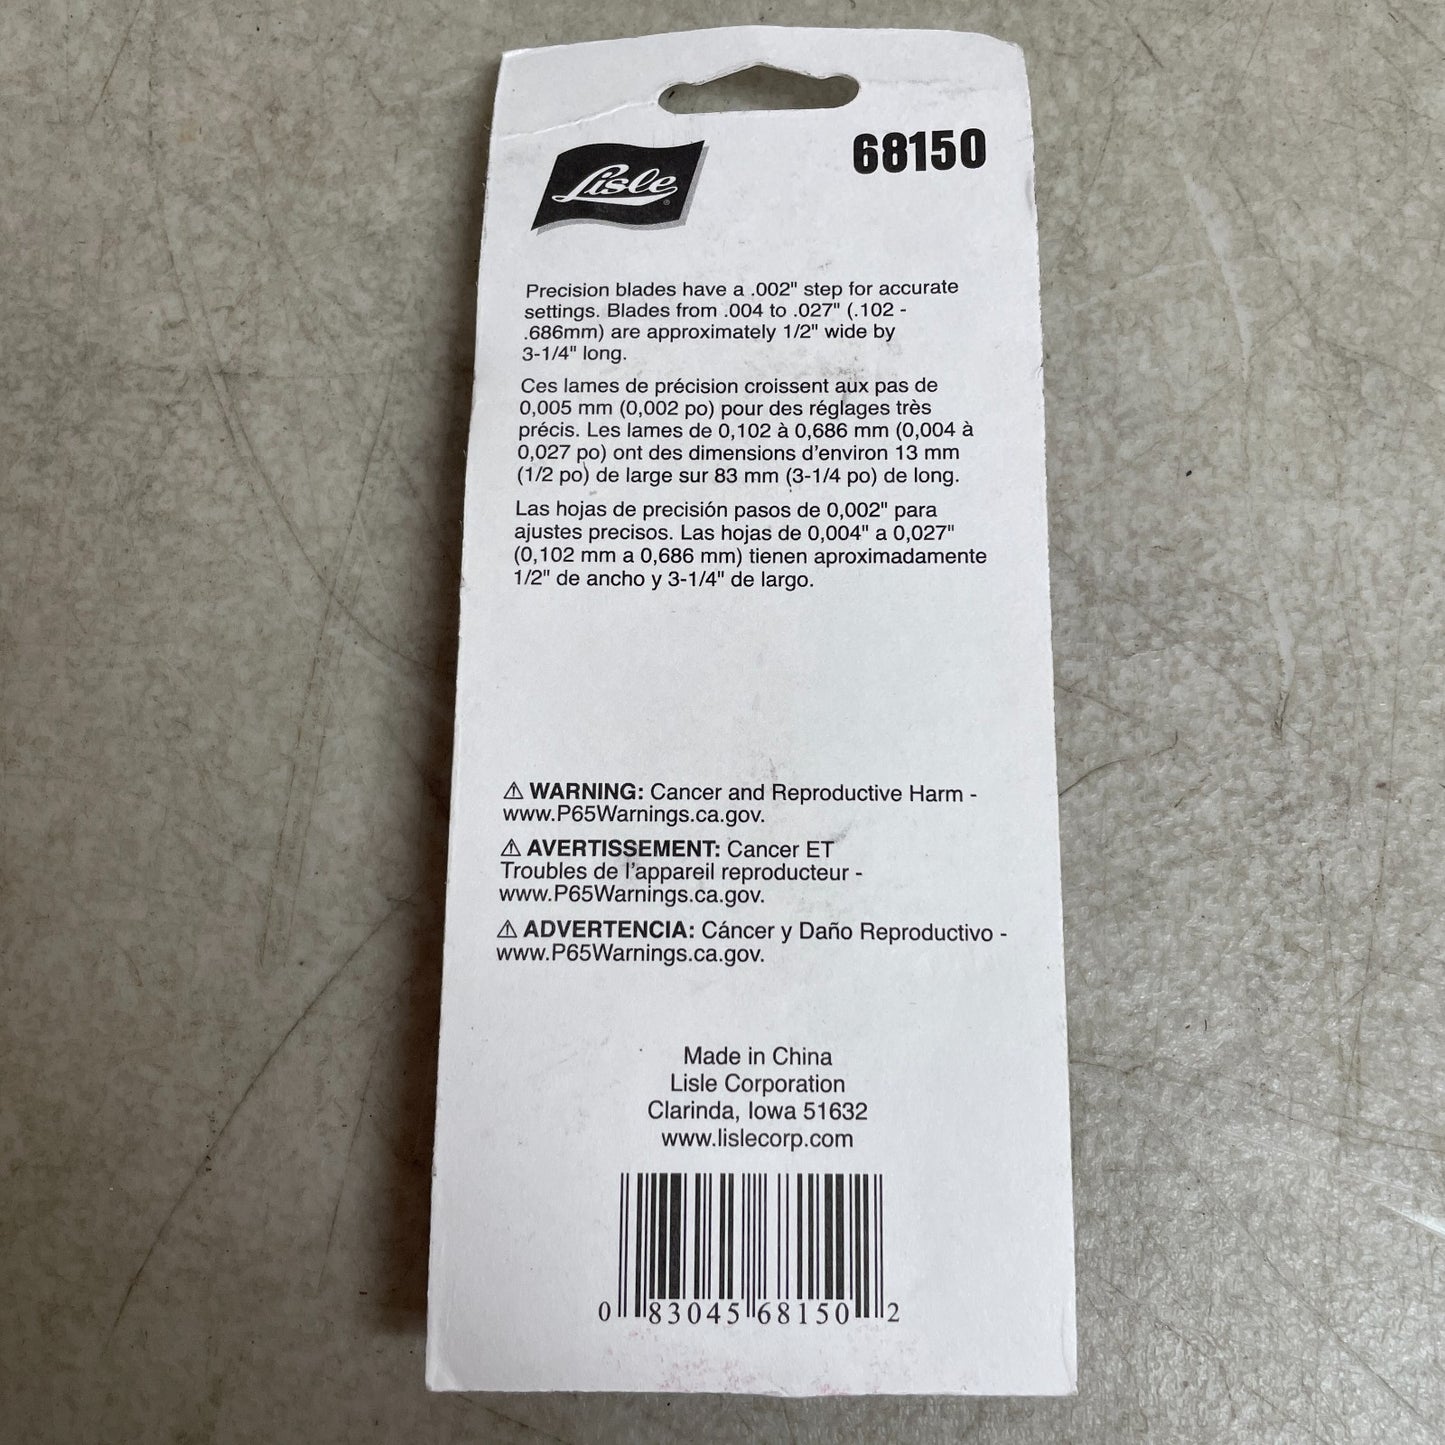 Lisle®
68150
Precision blades have a .002" step for accurate
settings. Blades from .004 to .027" (.102 -
.686mm) are approximately 1/2" wide by
3-1/4" long.
Ces lames de précision croissent aux pas de
0,005 mm (0,002 po) pour des réglages très
précis. Les lames de 0,102 à 0,686 mm (0,004 à
0,027 po) ont des dimensions d'environ 13 mm
(1/2 po) de large sur 83 mm (3-1/4 po) de long.
Las hojas de precisión pasos de 0,002" para
ajustes precisos. Las hojas de 0,004" a 0,027"
(0,102 mm a 0,686 mm) tienen aproximadamente
1/2" de ancho y 3-1/4" de largo.
⚠ WARNING: Cancer and Reproductive Harm -
www.P65Warnings.ca.gov.
⚠ AVERTISSEMENT: Cancer ET
Troubles de l'appareil reproducteur -
www.P65Warnings.ca.gov.
⚠ ADVERTENCIA: Cáncer y Daño Reproductivo -
www.P65Warnings.ca.gov.
Made in China
Lisle Corporation
Clarinda, Iowa 51632
www.lislecorp.com
0 83045 68150 2